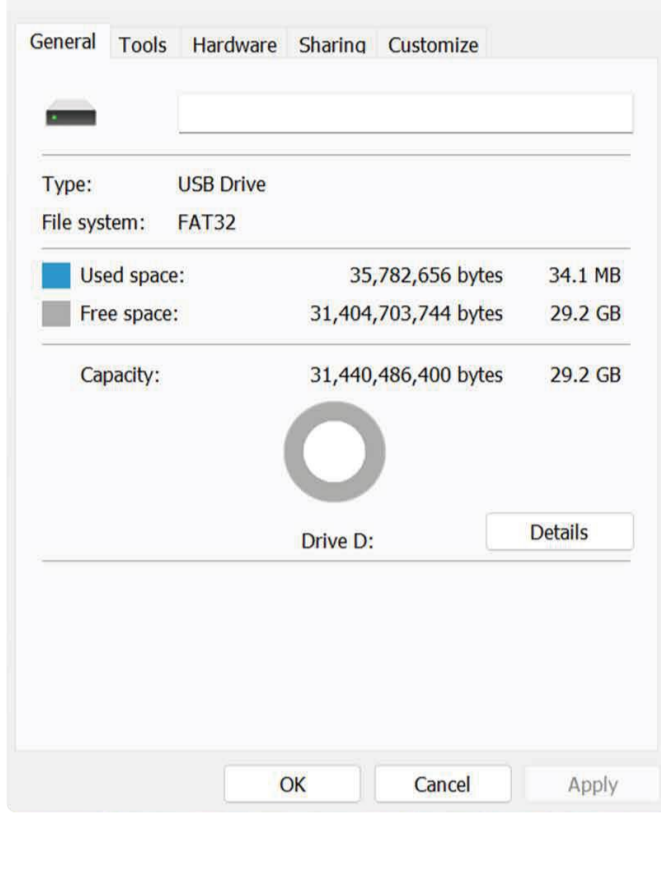 General Tools Hardware Sharing Customize
Type: USB Drive
File system: FAT32
Used space: 35,782,656 bytes 34.1 MB
Free space: 31,404,703,744 bytes 29.2 GB
Capacity: 31,440,486,400 bytes 29.2 GB
Drive D:
Details
OK Cancel Apply